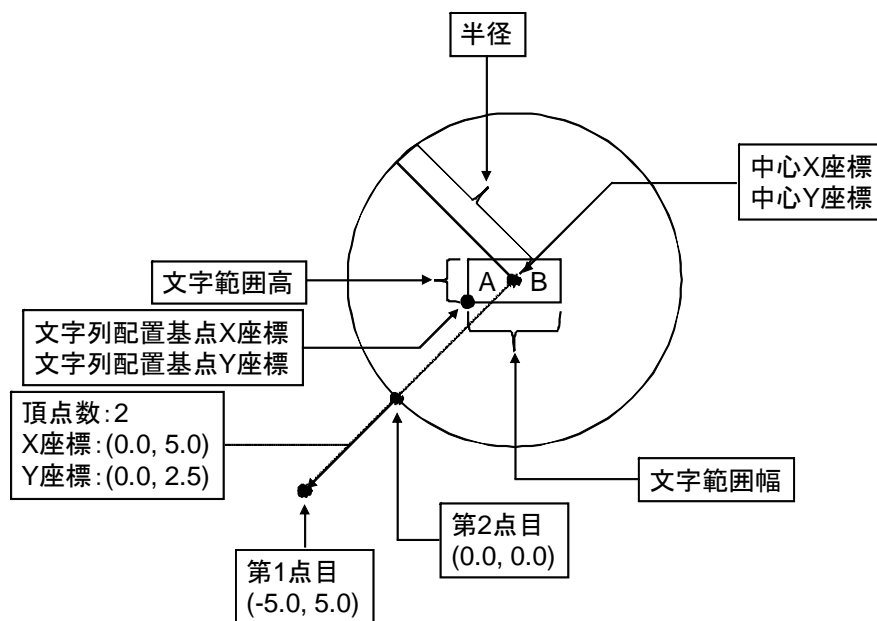 半径
中心X座標
中心Y座標
文字範囲高
A B
文字列配置基点X座標
文字列配置基点Y座標
頂点数:2
X座標:(0.0, 5.0)
Y座標:(0.0, 2.5)
文字範囲幅
第2点目
(0.0, 0.0)
第1点目
(-5.0, 5.0)